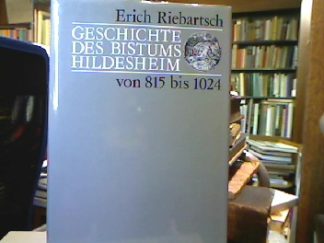 Erich Riebartsch
GESCHICHTE
DES BISTUMS
HILDESHEIM
von 815 bis 1024